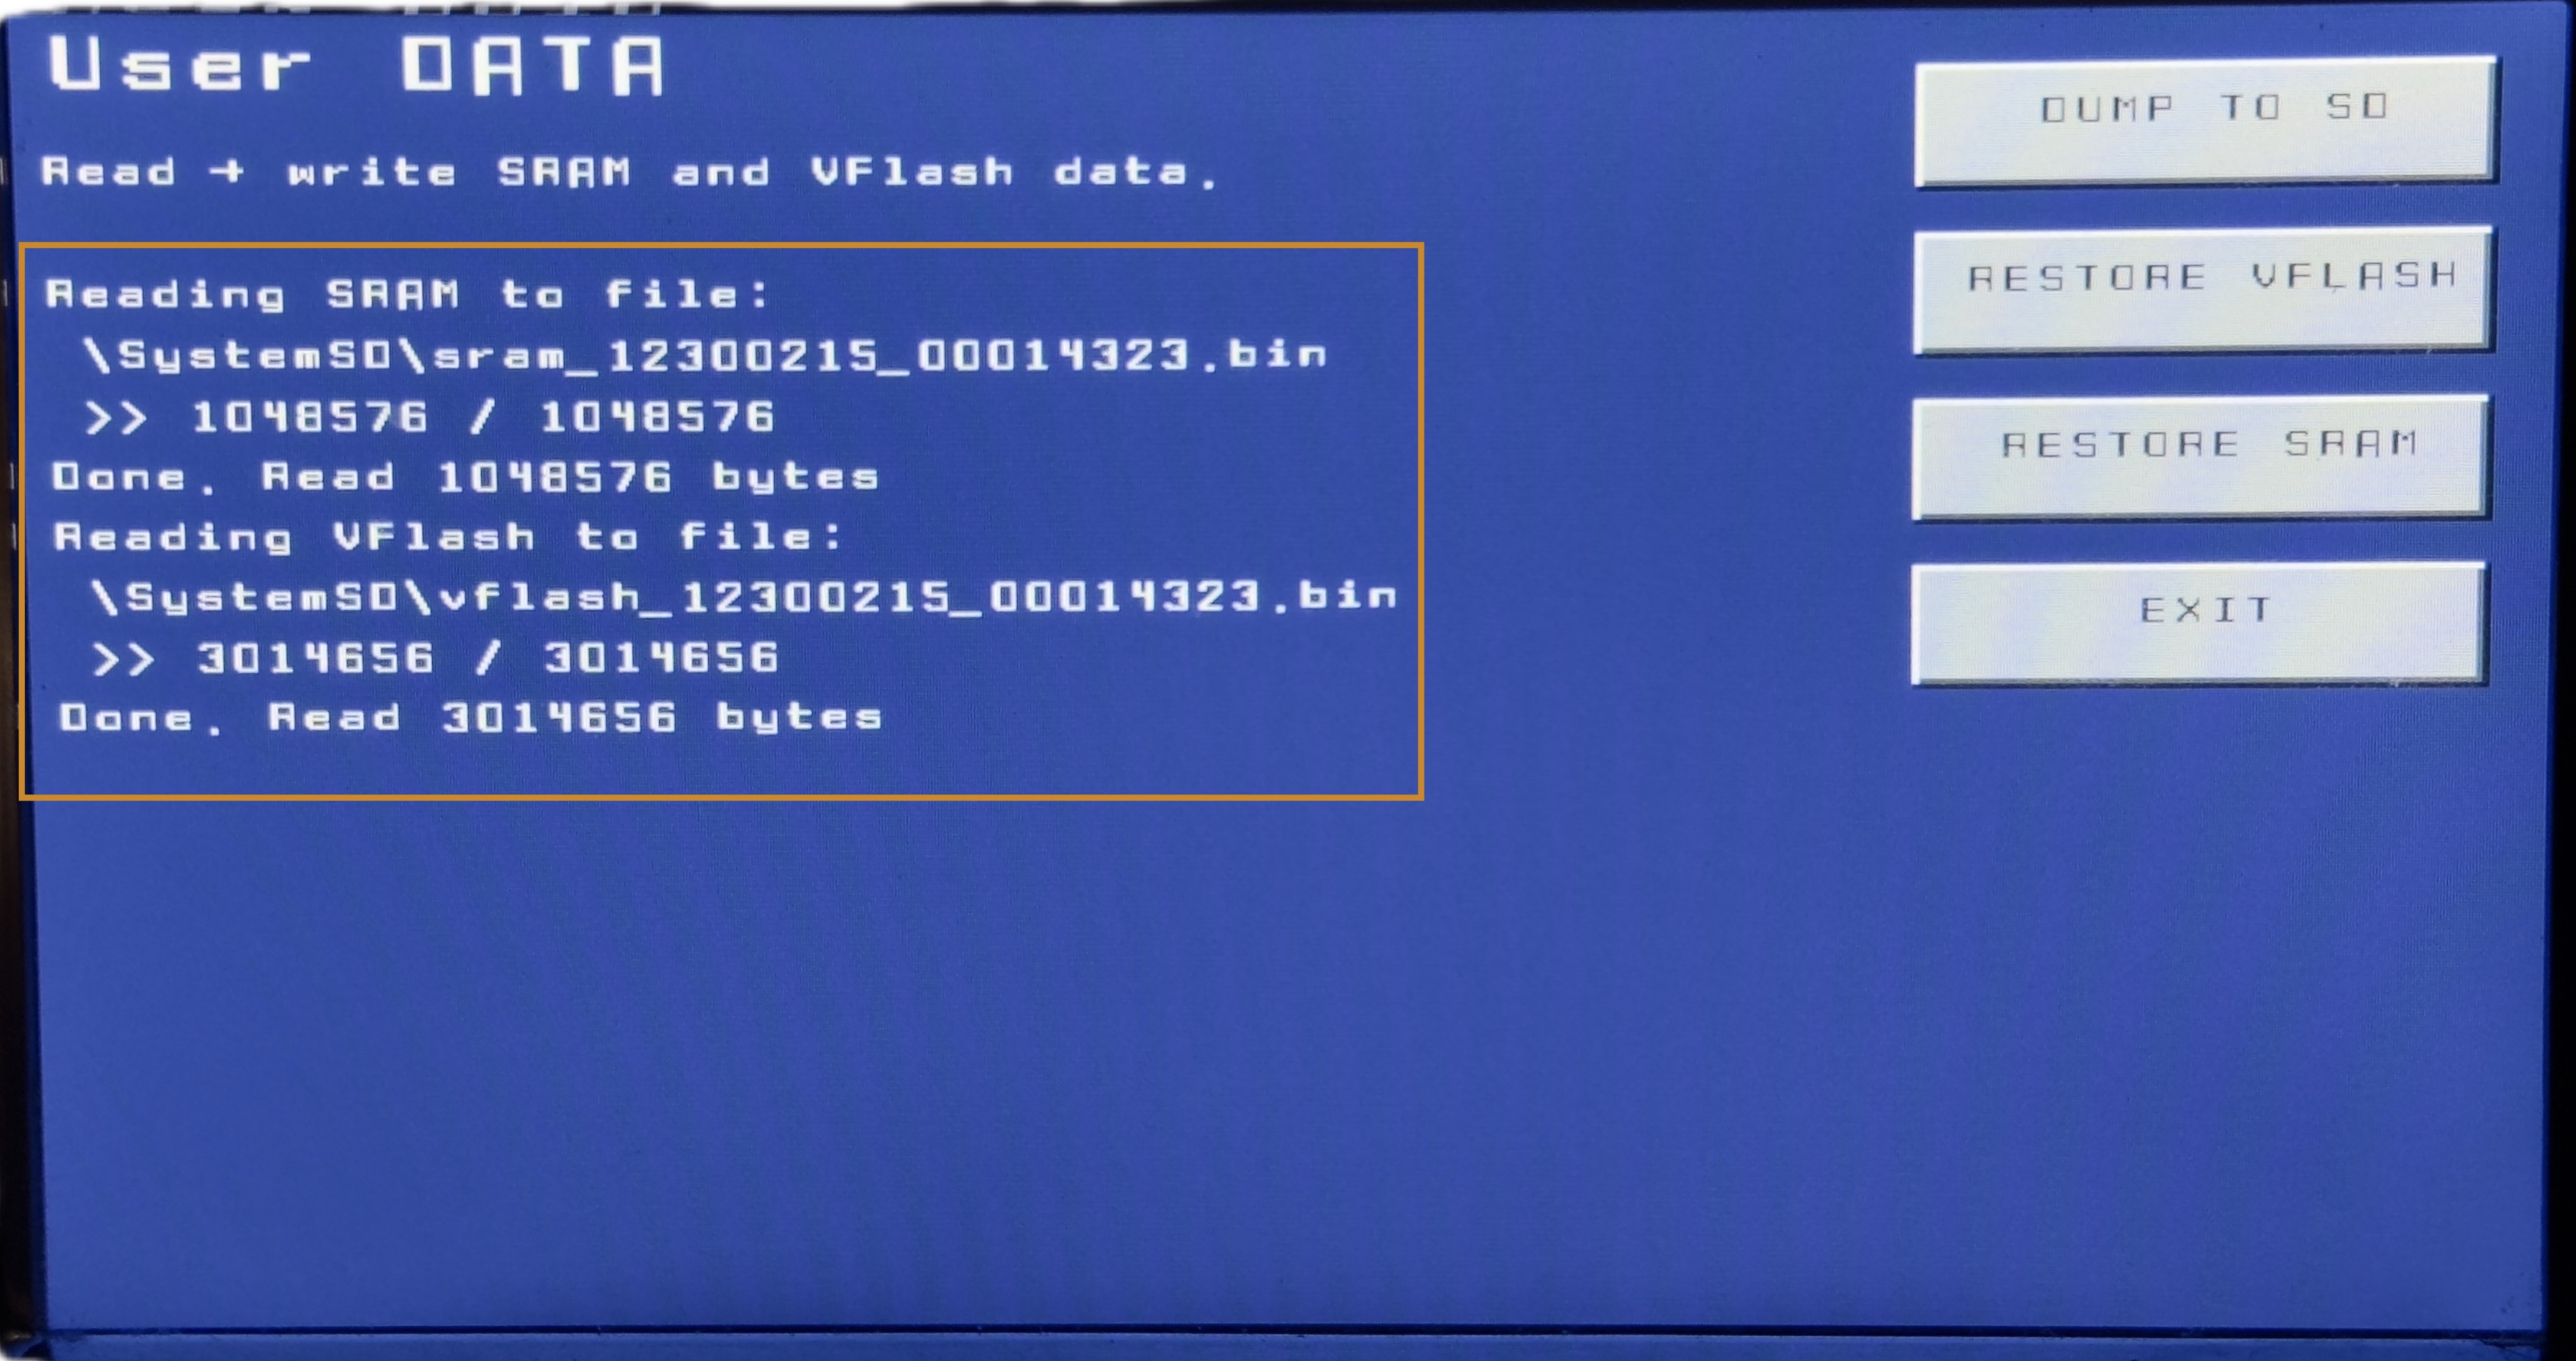 User DATA
Read + write SRAM and VFlash data.
Reading SRAM to file:
\SystemSD\sram_12300215_00014323.bin
>> 1048576 / 1048576
Done. Read 1048576 bytes
Reading VFlash to file:
\SystemSD\vflash_12300215_00014323.bin
>> 3014656 / 3014656
Done. Read 3014656 bytes
DUMP TO SD
RESTORE VFLASH
RESTORE SRAM
EXIT